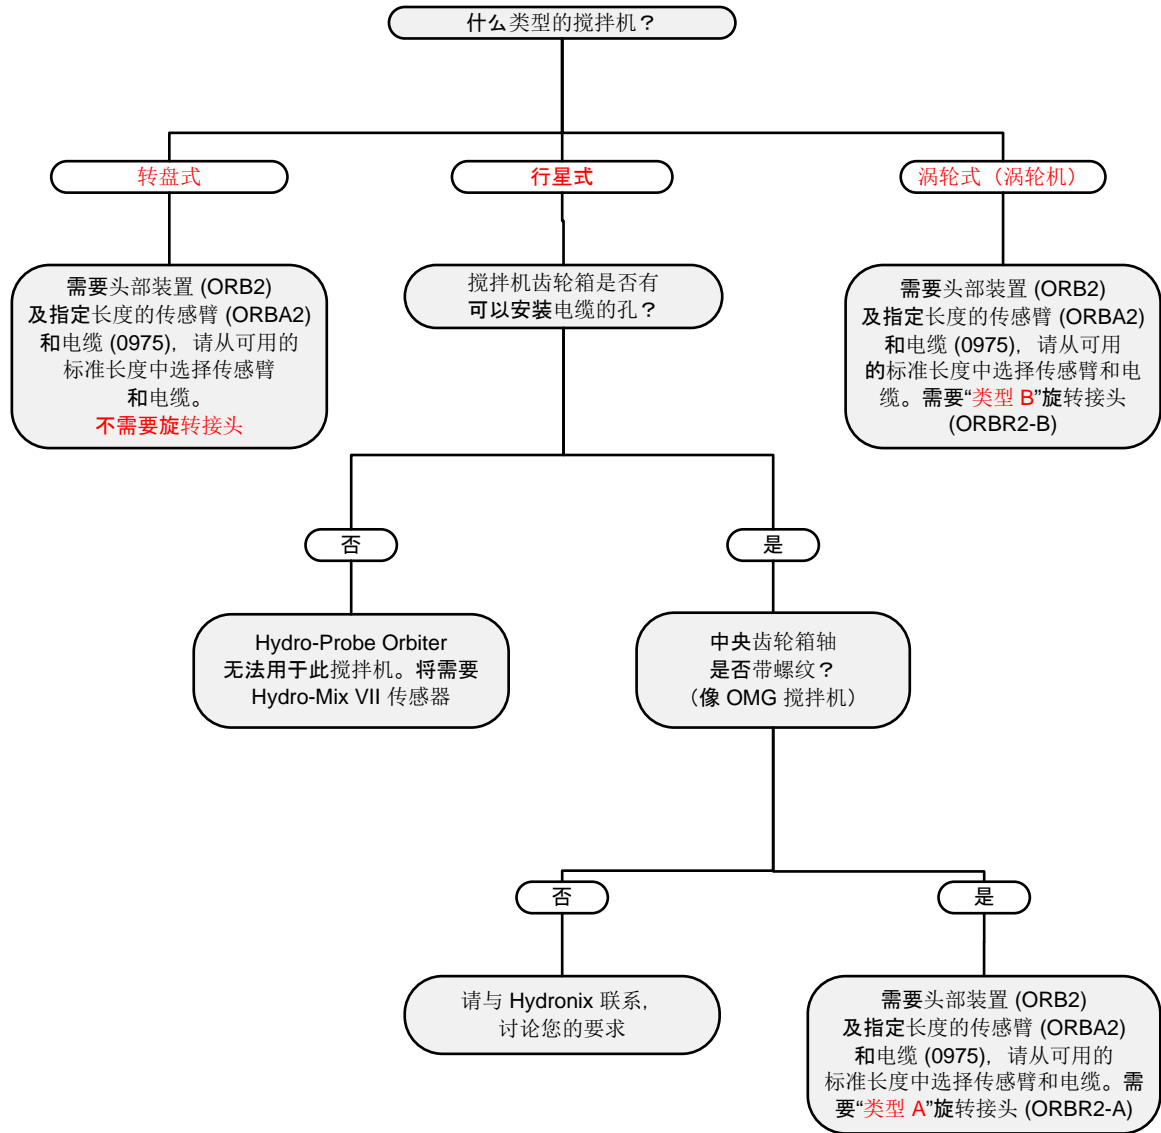 什么类型的搅拌机？
转盘式
行星式
涡轮式（涡轮机）
需要头部装置 (ORB2)
及指定长度的传感臂 (ORBA2)
和电缆 (0975)，请从可用的
标准长度中选择传感臂
和电缆。
不需要旋转接头
搅拌机齿轮箱是否有
可以安装电缆的孔？
需要头部装置 (ORB2)
及指定长度的传感臂 (ORBA2)
和电缆 (0975)，请从可用
的标准长度中选择传感臂和电
缆。需要“类型 B”旋转接头
(ORBR2-B)
否
是
Hydro-Probe Orbiter
无法用于此搅拌机。将需要
Hydro-Mix VII 传感器
中央齿轮箱轴
是否带螺纹？
（像 OMG 搅拌机）
否
是
请与 Hydronix 联系，
讨论您的要求
需要头部装置 (ORB2)
及指定长度的传感臂 (ORBA2)
和电缆 (0975)，请从可用的
标准长度中选择传感臂和电缆。需
要“类型 A”旋转接头 (ORBR2-A)